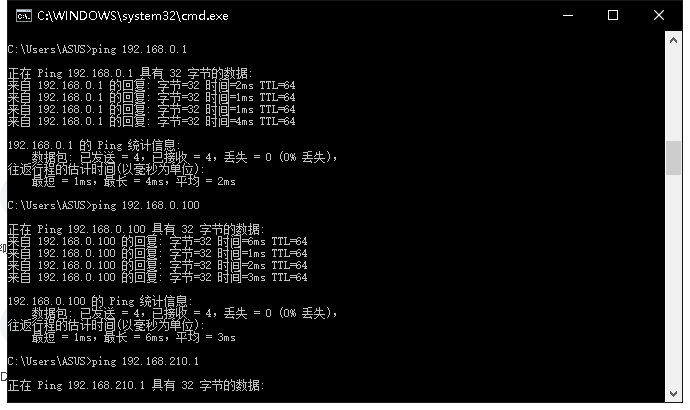 C:\WINDOWS\system32\cmd.exe
C:\Users\ASUS>ping 192.168.0.1
正在 Ping 192.168.0.1 具有 32 字节的数据:
来自 192.168.0.1 的回复: 字节=32 时间=2ms TTL=64
来自 192.168.0.1 的回复: 字节=32 时间=1ms TTL=64
来自 192.168.0.1 的回复: 字节=32 时间=1ms TTL=64
来自 192.168.0.1 的回复: 字节=32 时间=4ms TTL=64
192.168.0.1 的 Ping 统计信息:
数据包: 已发送 = 4，已接收 = 4，丢失 = 0 (0% 丢失)，
往返行程的估计时间(以毫秒为单位):
最短 = 1ms，最长 = 4ms，平均 = 2ms
C:\Users\ASUS>ping 192.168.0.100
正在 Ping 192.168.0.100 具有 32 字节的数据:
来自 192.168.0.100 的回复: 字节=32 时间=6ms TTL=64
来自 192.168.0.100 的回复: 字节=32 时间=1ms TTL=64
来自 192.168.0.100 的回复: 字节=32 时间=2ms TTL=64
来自 192.168.0.100 的回复: 字节=32 时间=3ms TTL=64
192.168.0.100 的 Ping 统计信息:
数据包: 已发送 = 4，已接收 = 4，丢失 = 0 (0% 丢失)，
往返行程的估计时间(以毫秒为单位):
最短 = 1ms，最长 = 6ms，平均 = 3ms
C:\Users\ASUS>ping 192.168.210.1
正在 Ping 192.168.210.1 具有 32 字节的数据: